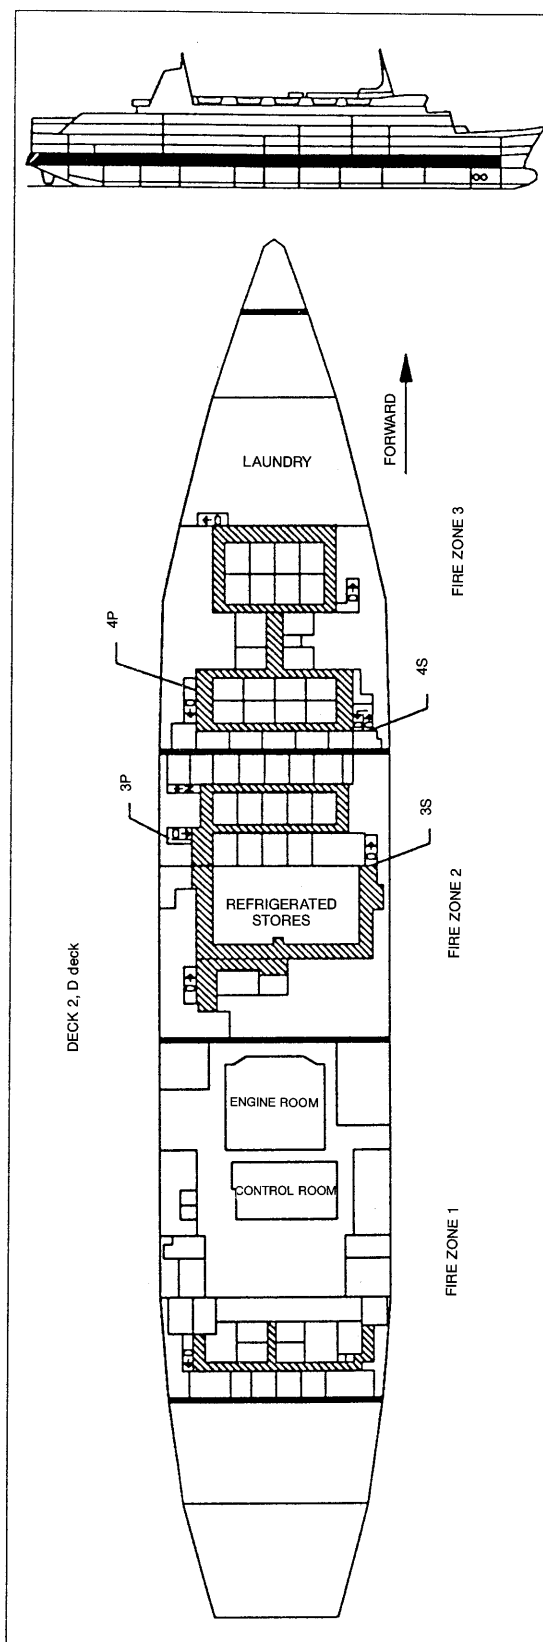 LAUNDRY
FORWARD
FIRE ZONE 3
4P
4S
3P
3S
REFRIGERATED
STORES
FIRE ZONE 2
DECK 2, D deck
ENGINE ROOM
CONTROL ROOM
FIRE ZONE 1